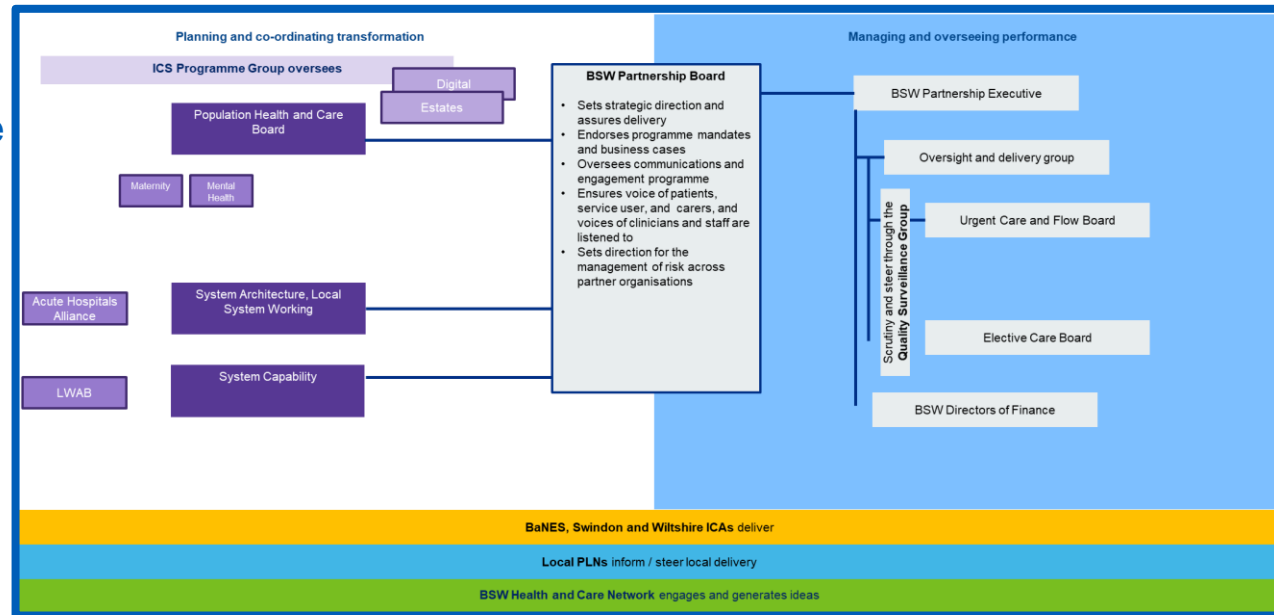 Planning and co-ordinating transformation
Managing and overseeing performance
ICS Programme Group oversees
Digital
Estates
Population Health and Care
Board
Maternity
Mental
Health
Acute Hospitals
Alliance
System Architecture, Local
System Working
LWAB
System Capability
BSW Partnership Board
• Sets strategic direction and
assures delivery
• Endorses programme mandates
and business cases
• Oversees communications and
engagement programme
• Ensures voice of patients,
service user, and carers, and
voices of clinicians and staff are
listened to
• Sets direction for the
management of risk across
partner organisations
BSW Partnership Executive
Oversight and delivery group
Scrutiny and steer through the
Quality Surveillance Group
Urgent Care and Flow Board
Elective Care Board
BSW Directors of Finance
BaNES, Swindon and Wiltshire ICAs deliver
Local PLNs inform / steer local delivery
BSW Health and Care Network engages and generates ideas